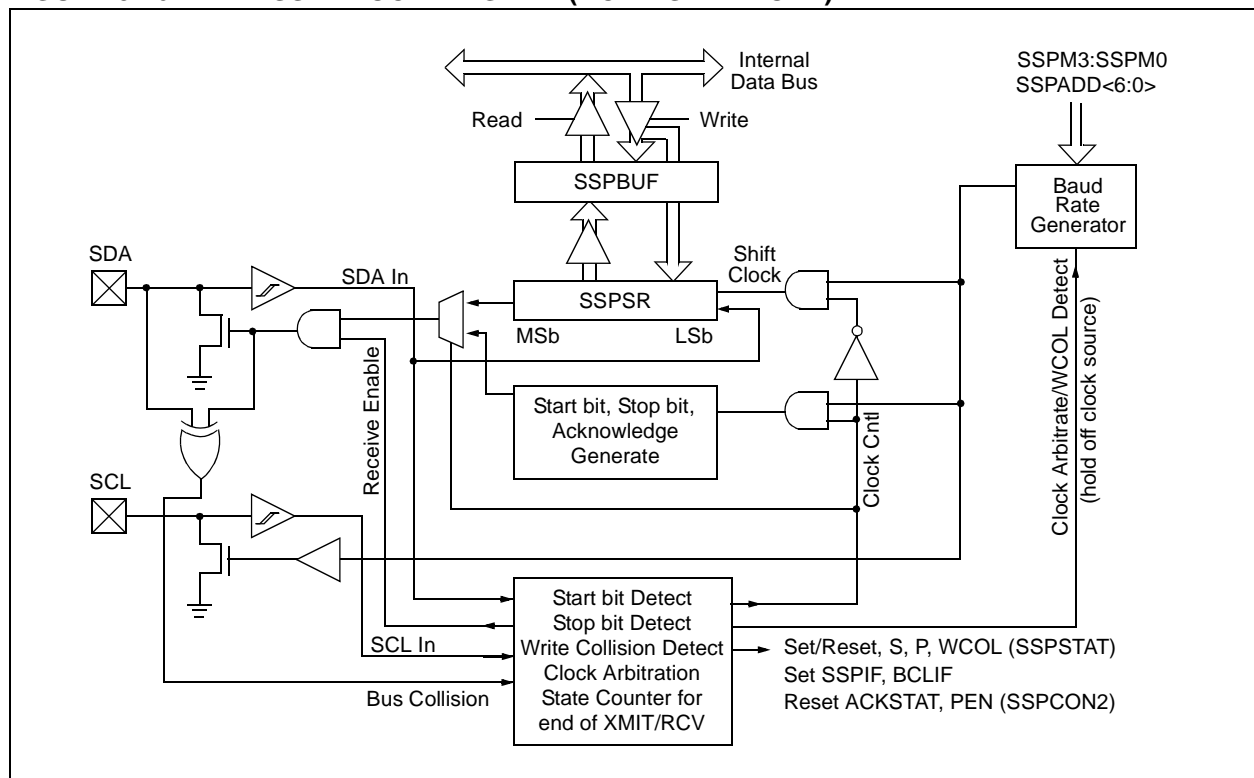 Internal
Data Bus
SSPM3:SSPM0
SSPADD<6:0>
Read
Write
SSPBUF
Baud
Rate
Generator
SDA
SDA In
Shift
Clock
SSPSR
MSb
LSb
Receive Enable
Start bit, Stop bit,
Acknowledge
Generate
Clock Cntl
Clock Arbitrate/WCOL Detect
(hold off clock source)
SCL
SCL In
Bus Collision
Start bit Detect
Stop bit Detect
Write Collision Detect
Clock Arbitration
State Counter for
end of XMIT/RCV
Set/Reset, S, P, WCOL (SSPSTAT)
Set SSPIF, BCLIF
Reset ACKSTAT, PEN (SSPCON2)